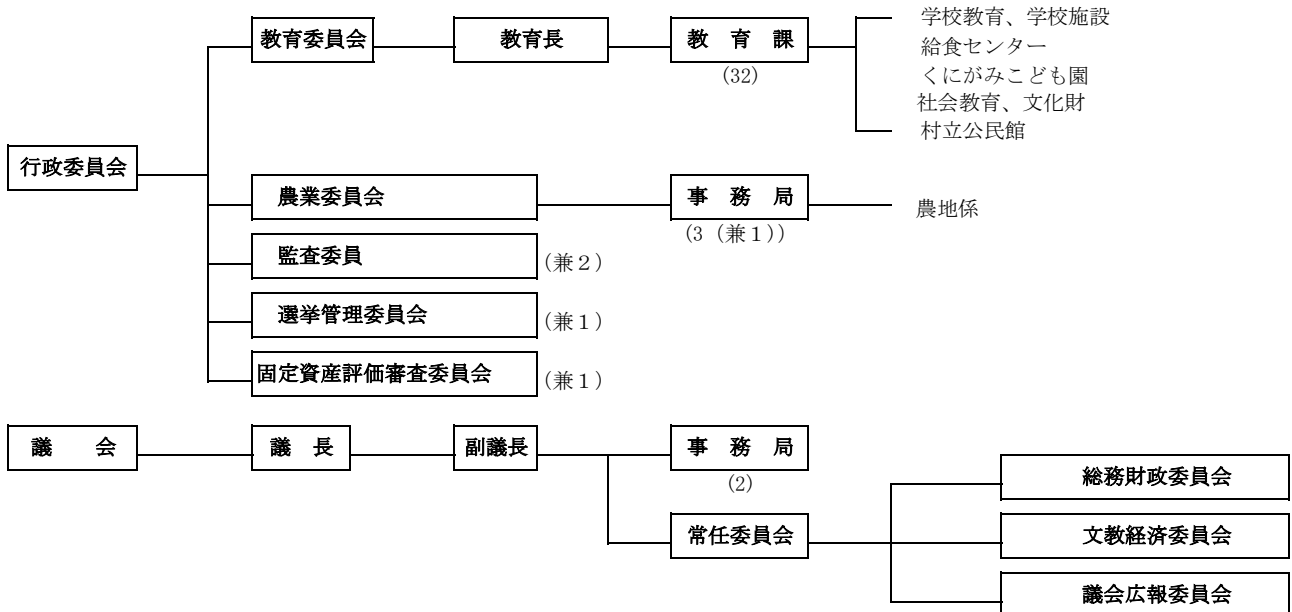 学校教育、学校施設
教育委員会 教育長 教 育 課
給食センター
(32)
くにがみこども園
社会教育、文化財
村立公民館
行政委員会
農業委員会 事 務 局 農地係
(3（兼１）)
監査委員 (兼２)
選挙管理委員会 (兼１)
固定資産評価審査委員会 (兼１)
議 会 議 長 副議長 事 務 局
(2)
総務財政委員会
常任委員会 文教経済委員会
議会広報委員会